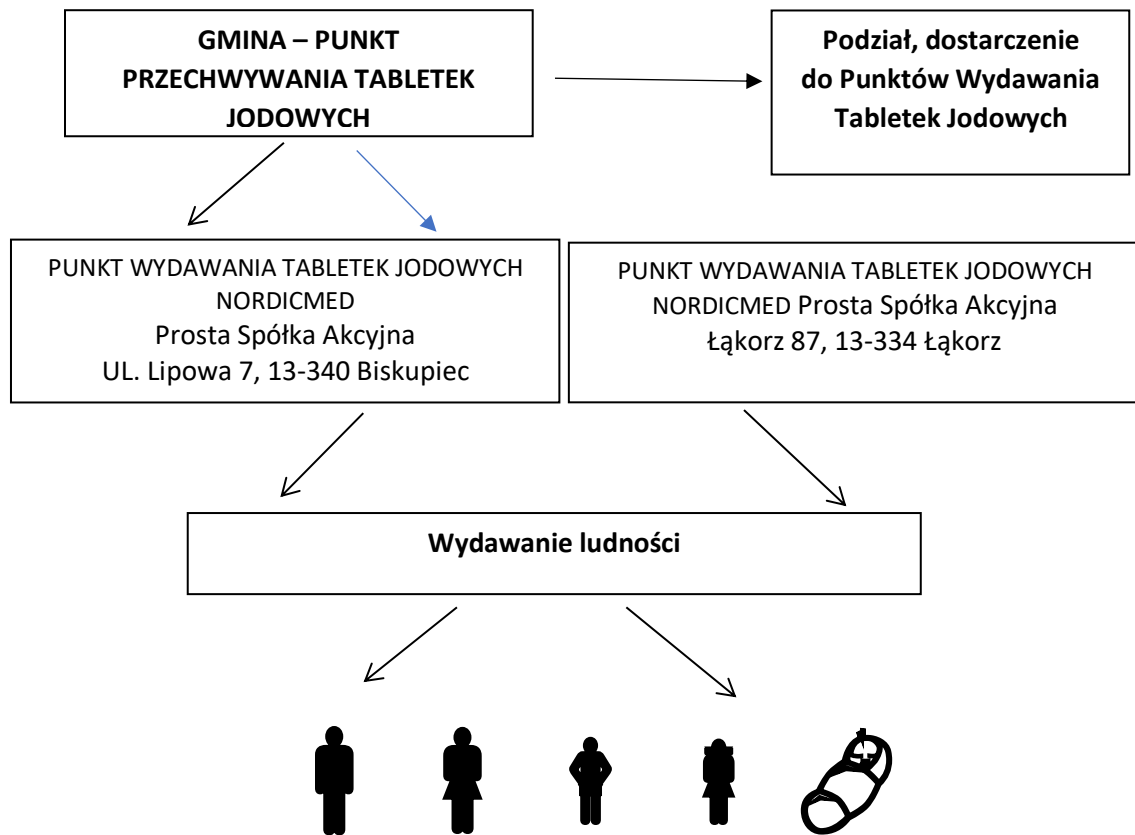 GMINA – PUNKT
PRZECHWYWANIA TABLETEK
JODOWYCH
Podział, dostarczenie
do Punktów Wydawania
Tabletek Jodowych
PUNKT WYDAWANIA TABLETEK JODOWYCH
NORDICMED
Prosta Spółka Akcyjna
UL. Lipowa 7, 13-340 Biskupiec
PUNKT WYDAWANIA TABLETEK JODOWYCH
NORDICMED Prosta Spółka Akcyjna
Łąkorz 87, 13-334 Łąkorz
Wydawanie ludności